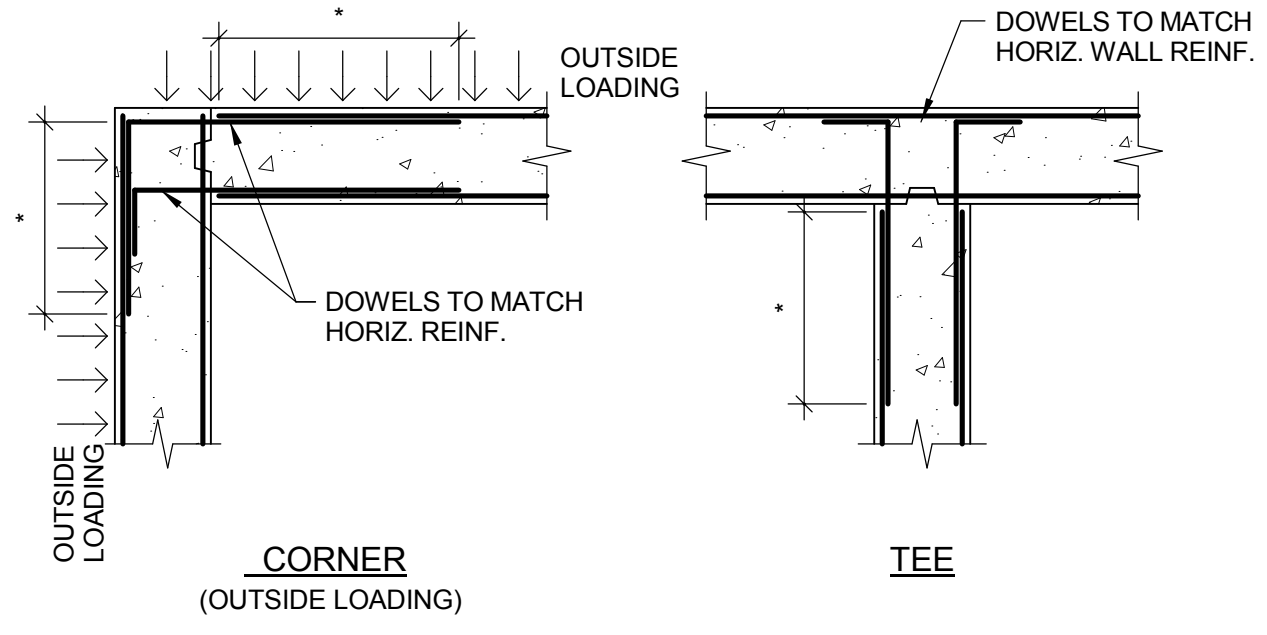 *
OUTSIDE
LOADING
*
DOWELS TO MATCH
HORIZ. REINF.
OUTSIDE
LOADING
CORNER
(OUTSIDE LOADING)
DOWELS TO MATCH
HORIZ. WALL REINF.
*
TEE